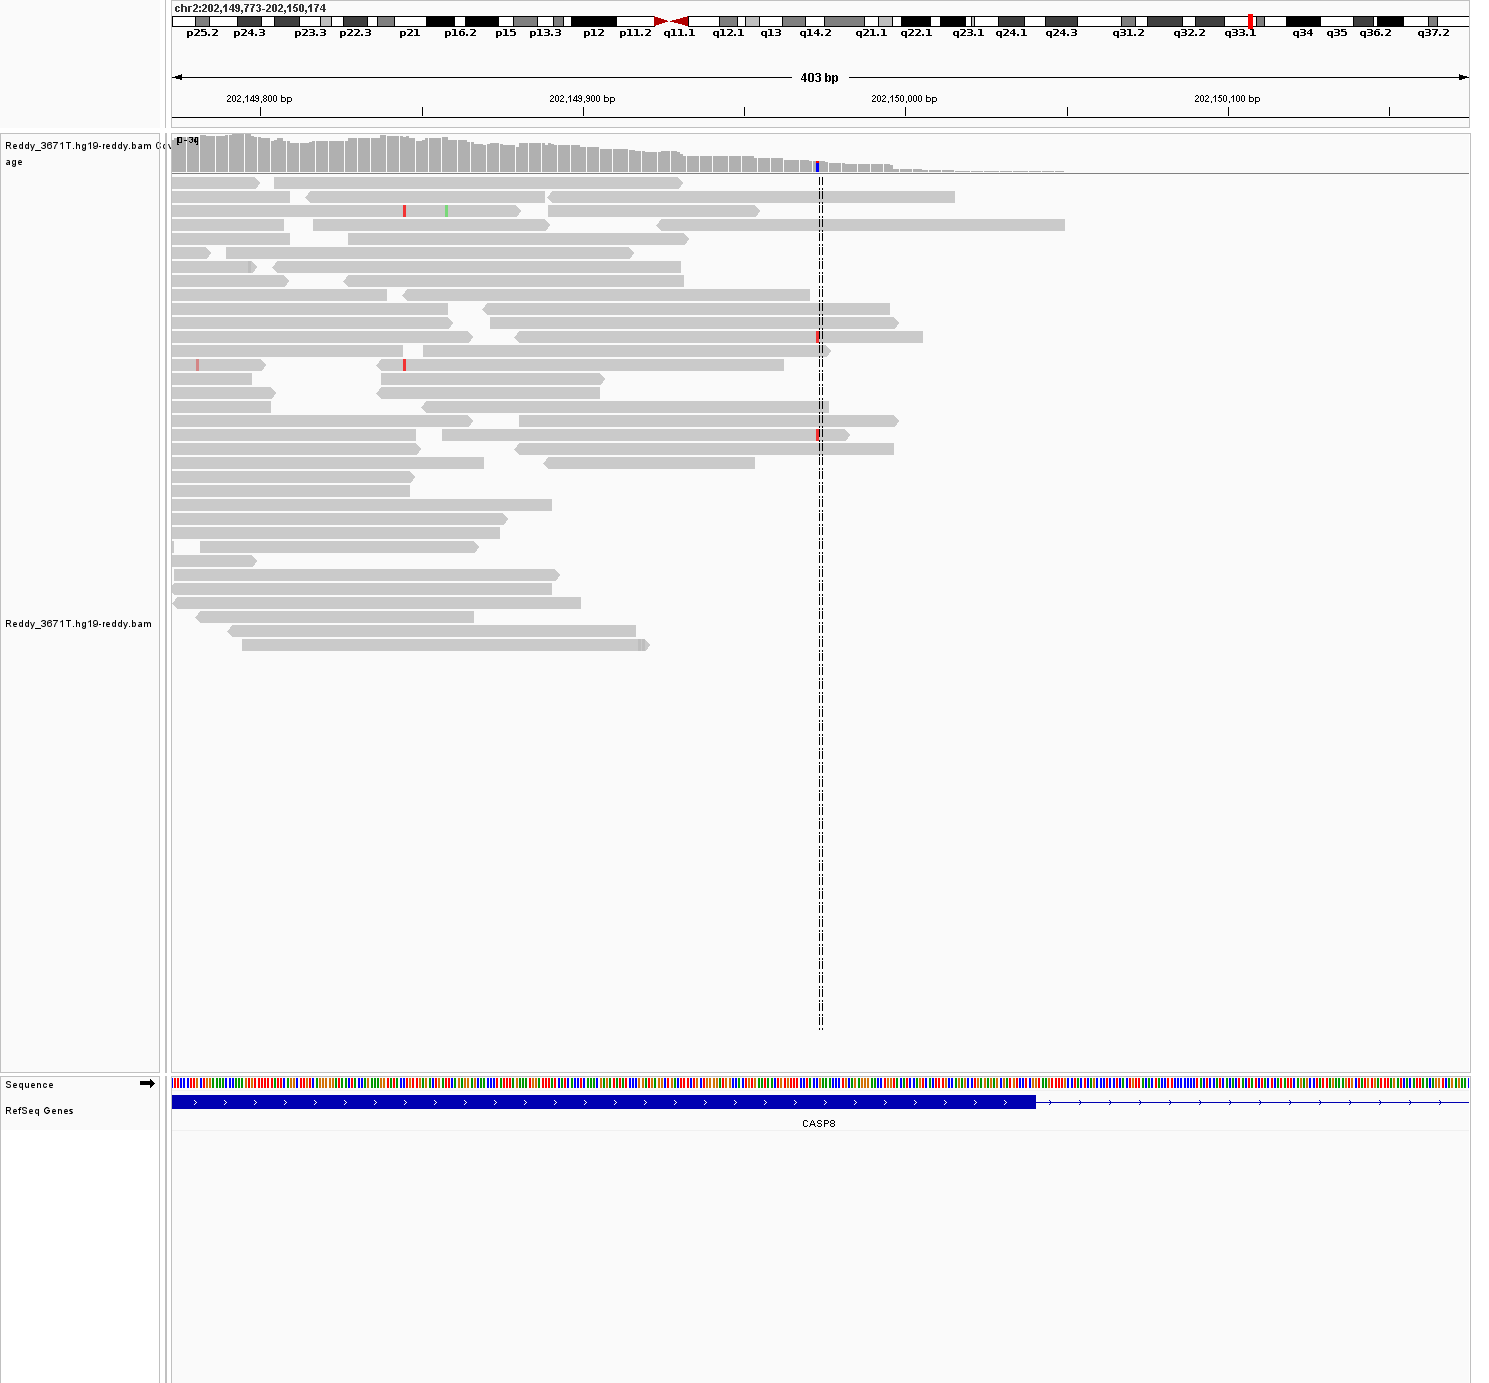 chr2:202,149,773-202,150,174
p25.2 p24.3 p23.3 p22.3 p21 p16.2 p15 p13.3 p12 p11.2 q11.1 q12.1 q13 q14.2 q21.1 q22.1 q23.1 q24.1 q24.3 q31.2 q32.2 q33.1 q34 q35 q36.2 q37.2
403 bp
202,149,800 bp 202,149,900 bp 202,150,000 bp 202,150,100 bp
Reddy_3671T.hg19-reddy.bam Cov
age
Reddy_3671T.hg19-reddy.bam
Sequence
RefSeq Genes
CASP8